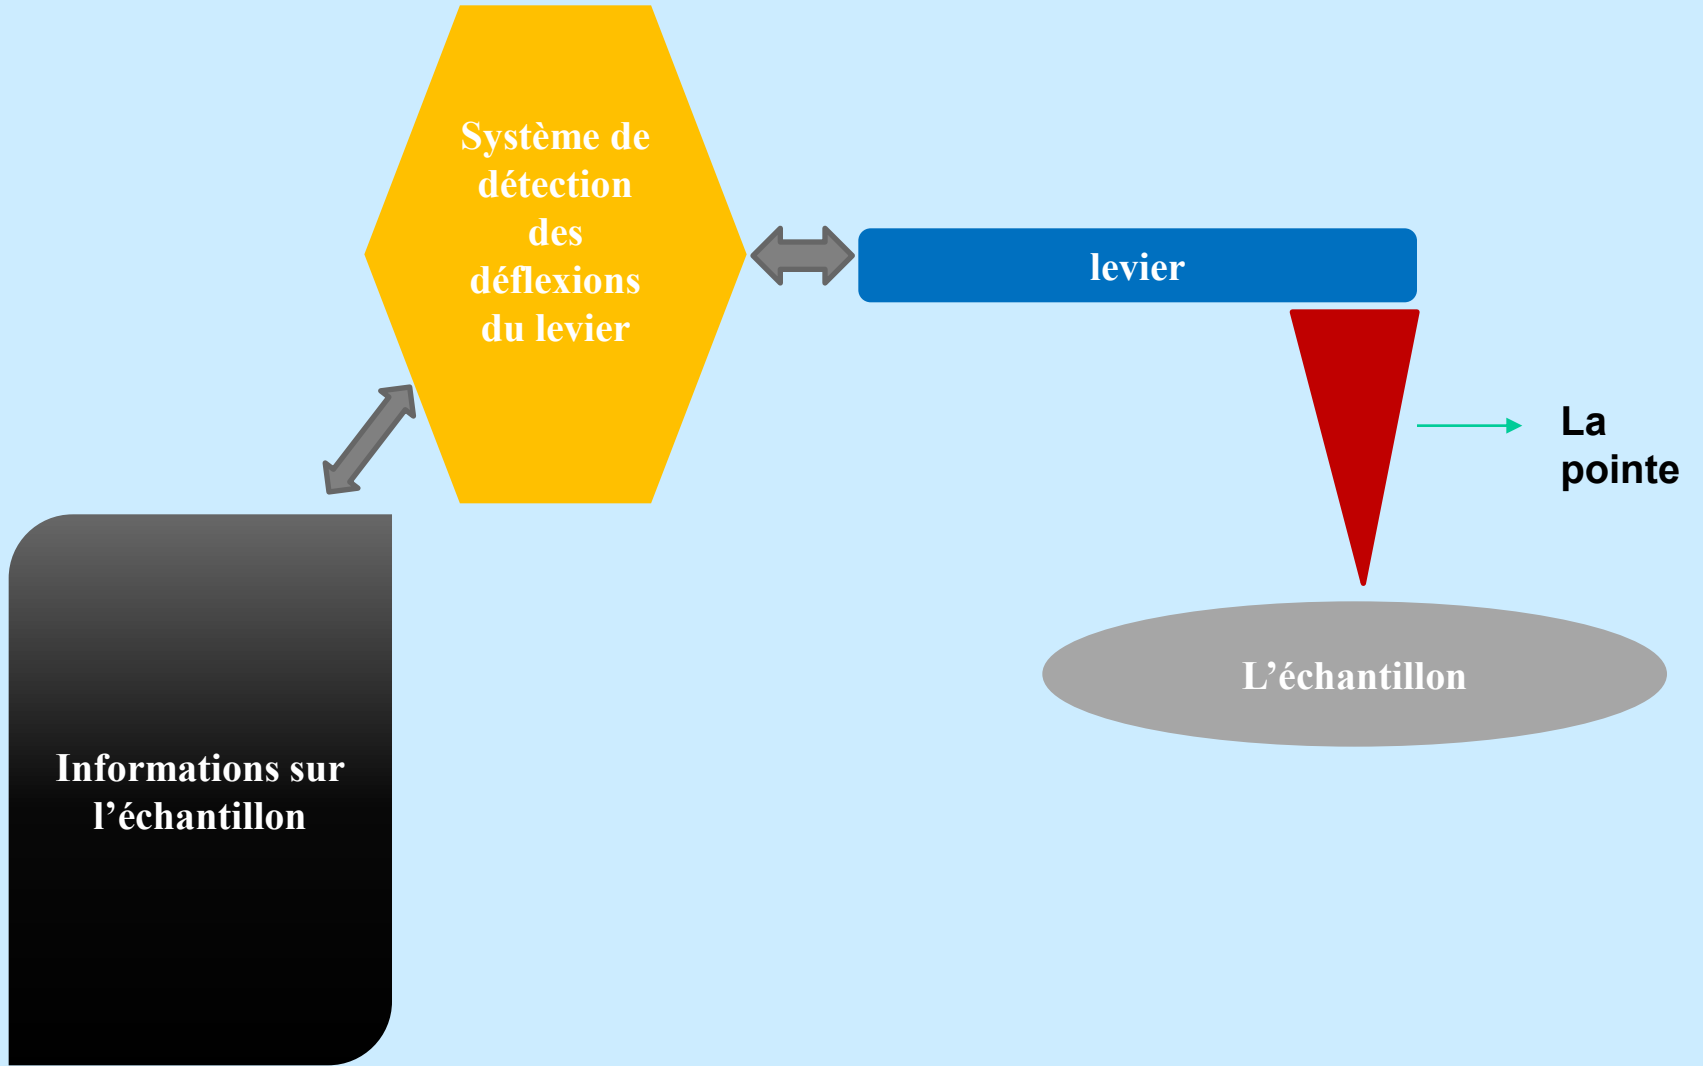 Système de
détection
des
déflexions
du levier
levier
La
pointe
L’échantillon
Informations sur
l’échantillon